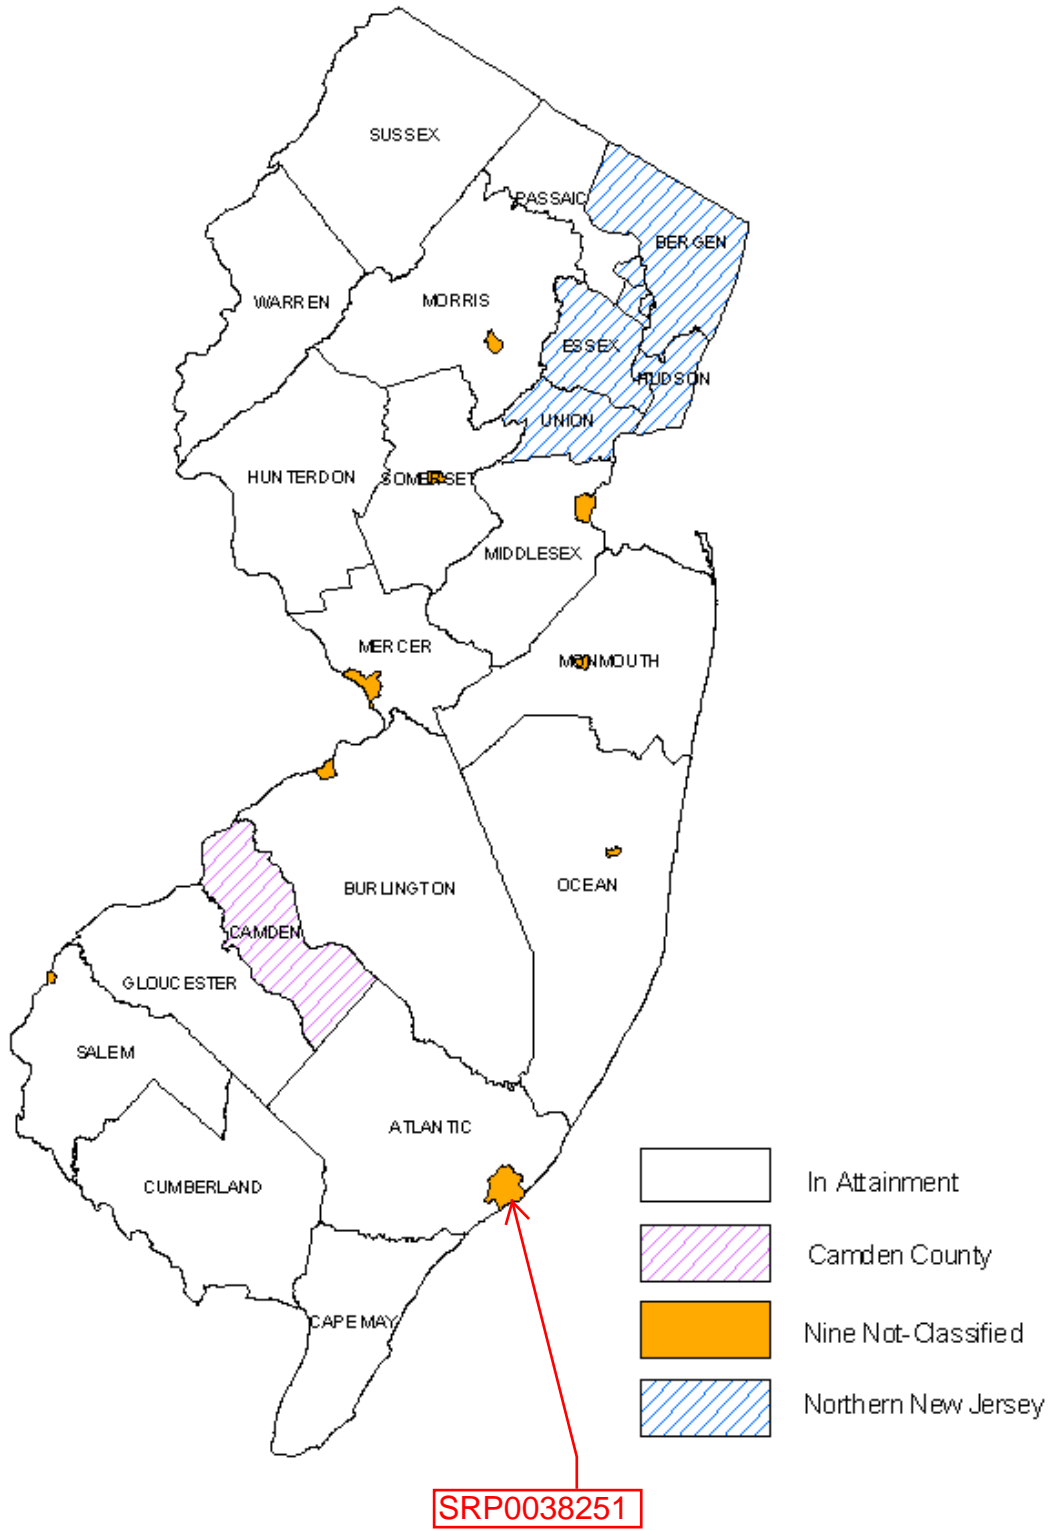 SUSSEX
PASSAIC
BERGEN
WARREN
MORRIS
ESSEX
HUDSON
UNION
HUNTERDON
SOMERSET
MIDDLESEX
MERCER
MONMOUTH
BURLINGTON
OCEAN
CAMDEN
GLOUCESTER
SALEM
ATLANTIC
CUMBERLAND
CAPE MAY
In Attainment
Camden County
Nine Not-Classified
Northern New Jersey
SRP0038251